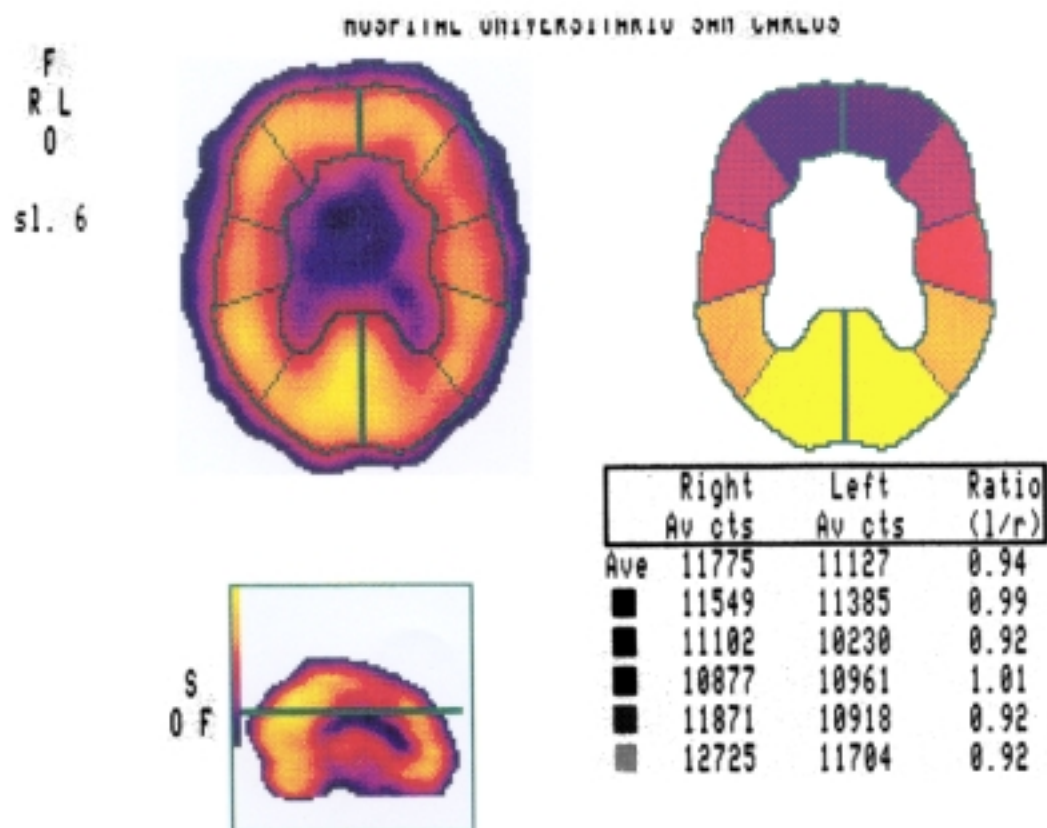 HOSPITAL UNIVERSITARIO SAN CARLOS
F
R L
O
sl. 6
Right Left Ratio
Av cts Av cts (l/r)
Ave 11775 11127 0.94
11549 11385 0.99
11102 10230 0.92
10877 10961 1.01
11871 10918 0.92
12725 11704 0.92
S
O F